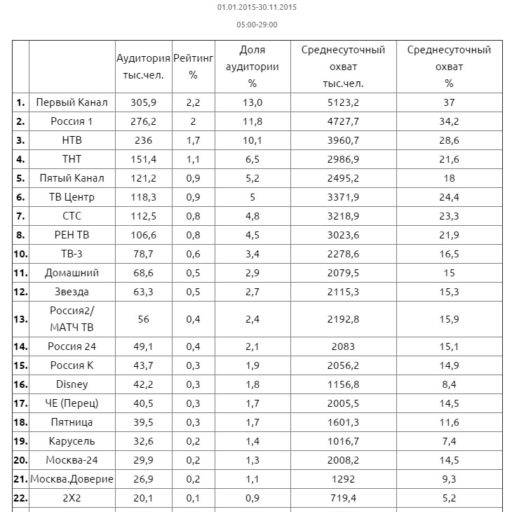 01.01.2015-30.11.2015
05:00-29:00
Аудитория тыс.чел. Рейтинг % Доля аудитории % Среднесуточный охват тыс.чел. Среднесуточный охват %
1. Первый Канал 305,9 2,2 13,0 5123,2 37
2. Россия 1 276,2 2 11,8 4727,7 34,2
3. НТВ 236 1,7 10,1 3960,7 28,6
4. ТНТ 151,4 1,1 6,5 2986,9 21,6
5. Пятый Канал 121,2 0,9 5,2 2495,2 18
6. ТВ Центр 118,3 0,9 5 3371,9 24,4
7. СТС 112,5 0,8 4,8 3218,9 23,3
8. РЕН ТВ 106,6 0,8 4,5 3023,6 21,9
10. ТВ-3 78,7 0,6 3,4 2278,6 16,5
11. Домашний 68,6 0,5 2,9 2079,5 15
12. Звезда 63,3 0,5 2,7 2115,3 15,3
13. Россия2/ МАТЧ ТВ 56 0,4 2,4 2192,8 15,9
14. Россия 24 49,1 0,4 2,1 2083 15,1
15. Россия К 43,7 0,3 1,9 2056,2 14,9
16. Disney 42,2 0,3 1,8 1156,8 8,4
17. ЧЕ (Перец) 40,5 0,3 1,7 2005,5 14,5
18. Пятница 39,5 0,3 1,7 1601,3 11,6
19. Карусель 32,6 0,2 1,4 1016,7 7,4
20. Москва-24 29,9 0,2 1,3 2008,2 14,5
21. Москва.Доверие 26,9 0,2 1,1 1292 9,3
22. 2X2 20,1 0,1 0,9 719,4 5,2